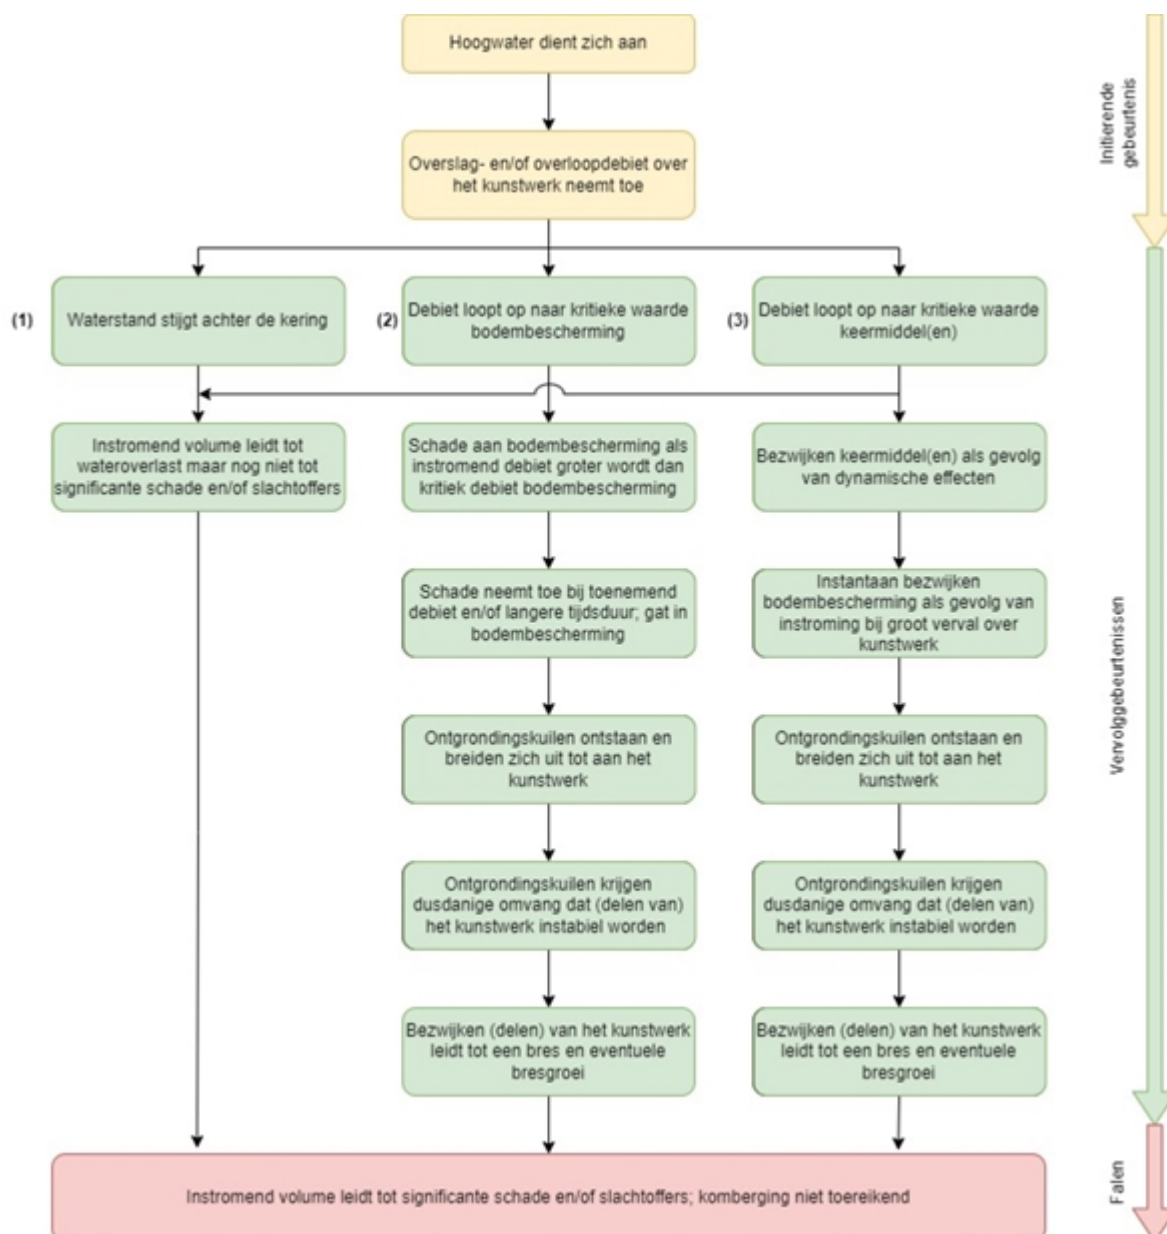 Hoogwater dient zich aan
Overslag- en/of overloopdebiet over
het kunstwerk neemt toe
Initiërende
gebeurtenis
(1)
Waterstand stijgt achter de kering
(2)
Debiet loopt op naar kritieke waarde
bodembescherming
(3)
Debiet loopt op naar kritieke waarde
keermiddel(en)
Instromend volume leidt tot
wateroverlast maar nog niet tot
significante schade en/of slachtoffers
Schade aan bodembescherming als
instromend debiet groter wordt dan
kritiek debiet bodembescherming
Bezwijken keermiddel(en) als gevolg
van dynamische effecten
Schade neemt toe bij toenemend
debiet en/of langere tijdsduur; gat in
bodembescherming
Instantaan bezwijken
bodembescherming als gevolg van
instroming bij groot verval over
kunstwerk
Vervolggebeurtenissen
Ontgrondingskuilen ontstaan en
breiden zich uit tot aan het
kunstwerk
Ontgrondingskuilen ontstaan en
breiden zich uit tot aan het
kunstwerk
Ontgrondingskuilen krijgen
dusdanige omvang dat (delen van)
het kunstwerk instabiel worden
Ontgrondingskuilen krijgen
dusdanige omvang dat (delen van)
het kunstwerk instabiel worden
Bezwijken (delen) van het kunstwerk
leidt tot een bres en eventuele
bresgroei
Bezwijken (delen) van het kunstwerk
leidt tot een bres en eventuele
bresgroei
Instromend volume leidt tot significante schade en/of slachtoffers; komberging niet toereikend
Falen